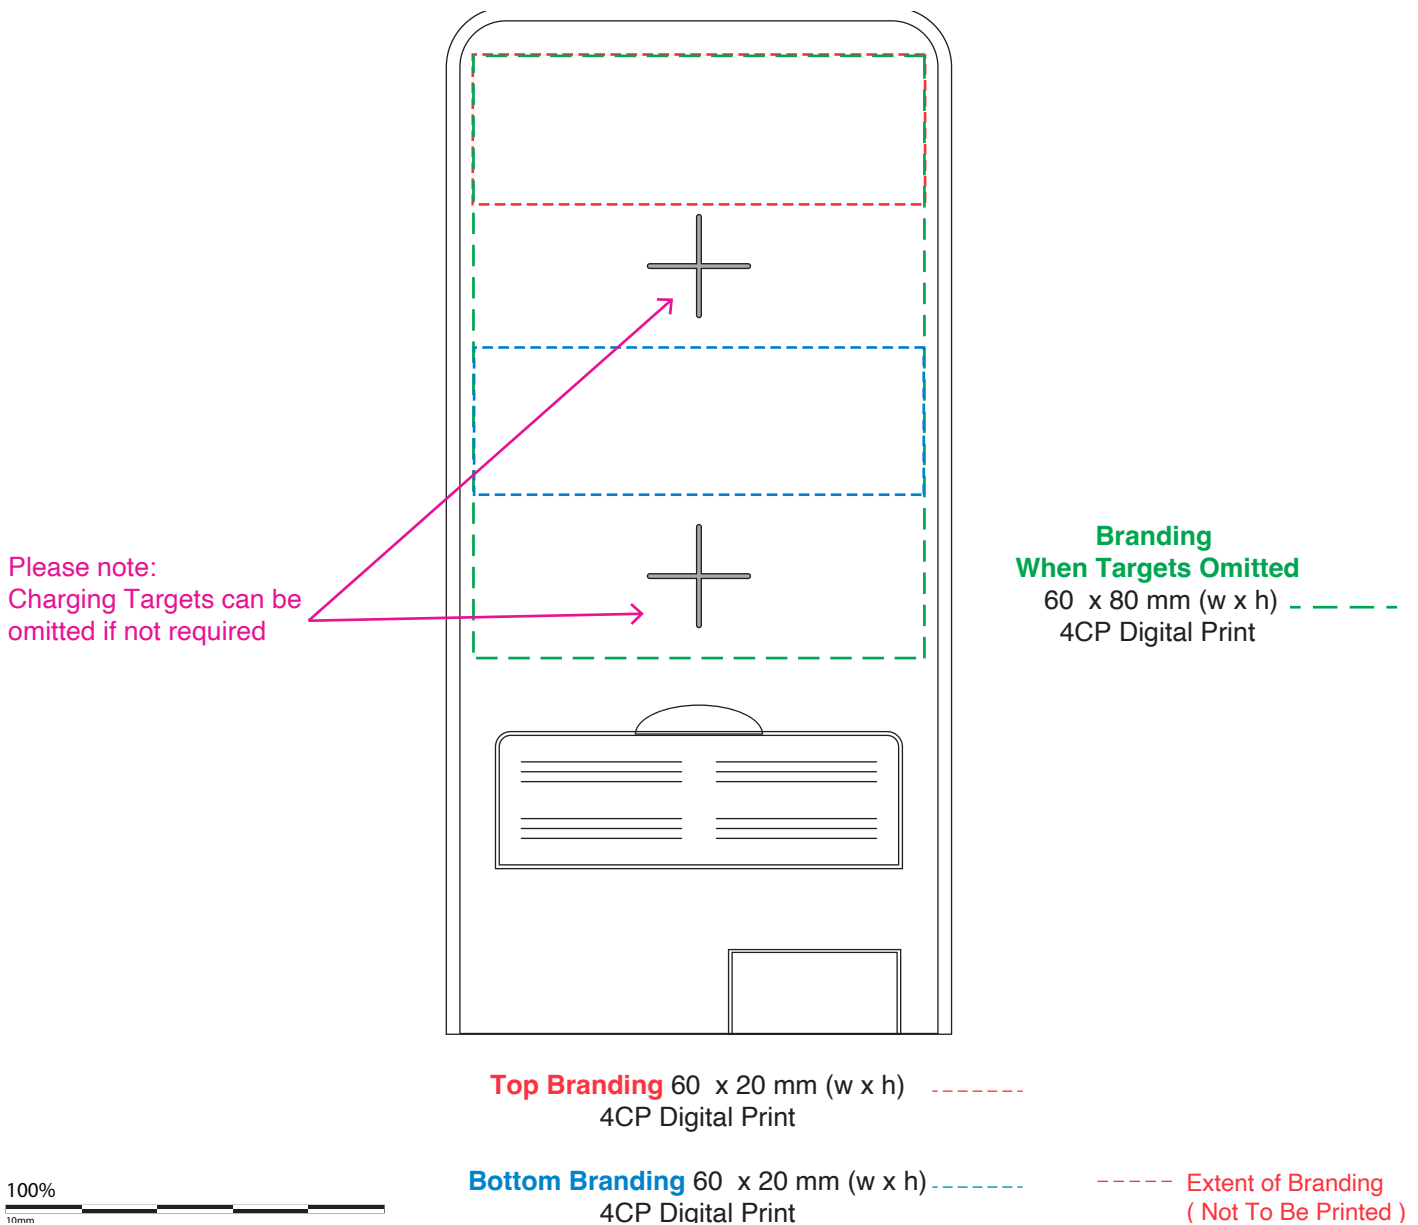 Please note:
Charging Targets can be
omitted if not required
Branding
When Targets Omitted
60 x 80 mm (w x h)
4CP Digital Print
Top Branding 60 x 20 mm (w x h)
4CP Digital Print
Bottom Branding 60 x 20 mm (w x h)
4CP Digital Print
100%
10mm
Extent of Branding
( Not To Be Printed )